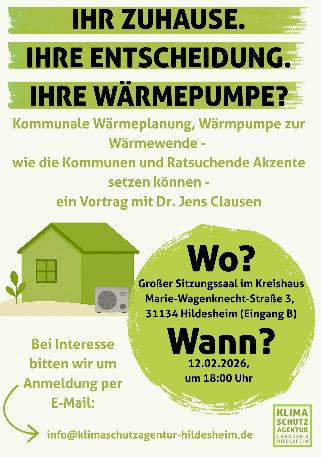 IHR ZUHAUSE.
IHRE ENTSCHEIDUNG.
IHRE WÄRMEPUMPE?
Kommunale Wärmeplanung, Wärmpumpe zur
Wärmewende -
wie die Kommunen und Ratsuchende Akzente
setzen können -
ein Vortrag mit Dr. Jens Clausen
Wo?
Großer Sitzungssaal im Kreishaus
Marie-Wagenknecht-Straße 3,
31134 Hildesheim (Eingang B)
Wann?
12.02.2026,
um 18:00 Uhr
Bei Interesse
bitten wir um
Anmeldung per
E-Mail:
info@klimaschutzagentur-hildesheim.de
KLIMA
SCHUTZ
AGENTUR
LANDKREIS
HILDESHEIM